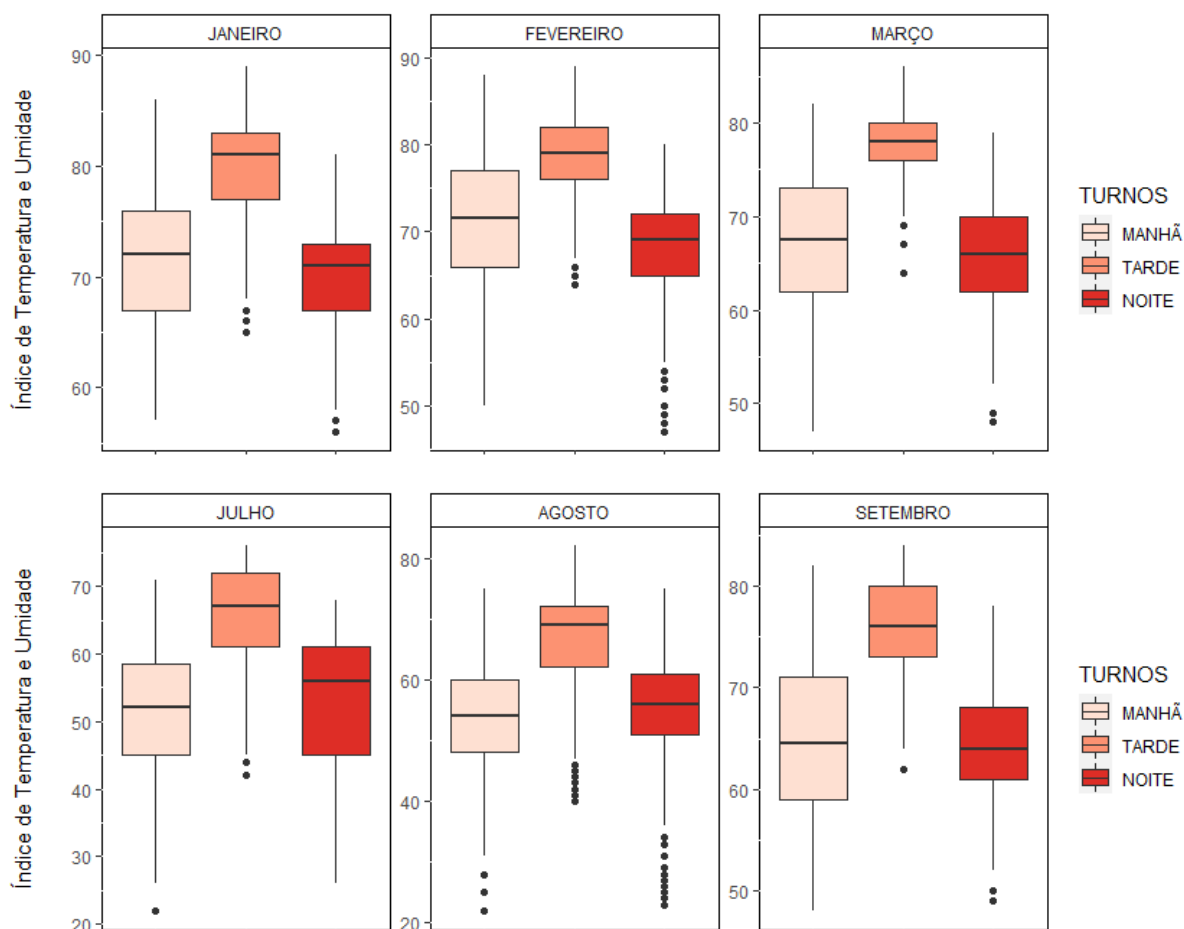 JANEIRO
FEVEREIRO
MARÇO
Índice de Temperatura e Umidade
90
80
70
60
90
80
70
60
50
80
70
60
50
TURNOS
MANHÃ
TARDE
NOITE
JULHO
AGOSTO
SETEMBRO
Índice de Temperatura e Umidade
70
60
50
40
30
20
80
60
40
20
80
70
60
50
TURNOS
MANHÃ
TARDE
NOITE